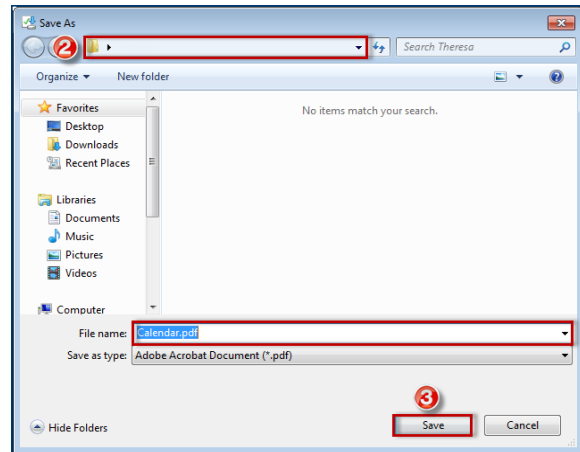 Save As
2
Search Theresa
Organize
New folder
?
Favorites
Desktop
Downloads
Recent Places
No items match your search.
Libraries
Documents
Music
Pictures
Videos
Computer
File name: Calendar.pdf
Save as type: Adobe Acrobat Document (*.pdf)
3
Hide Folders
Save
Cancel